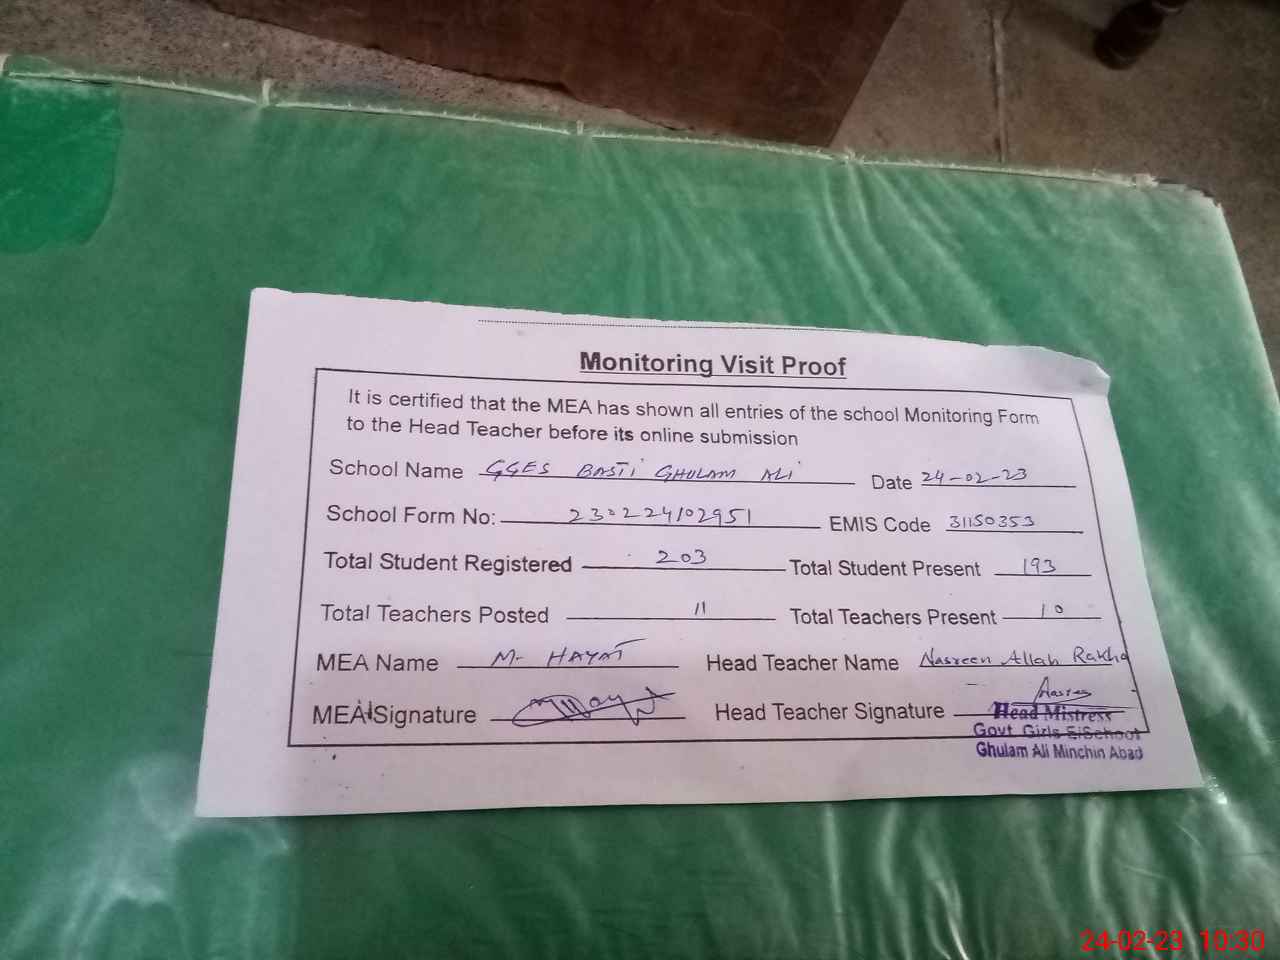 Monitoring Visit Proof
It is certified that the MEA has shown all entries of the school Monitoring Form
to the Head Teacher before its online submission
School Name GGES BASTI GHULAM ALI Date 24-02-23
School Form No: 230224102951 EMIS Code 31150353
Total Student Registered 203 Total Student Present 193
Total Teachers Posted 11 Total Teachers Present 10
MEA Name M- HAYAT Head Teacher Name Nasreen Allah Rakha
MEA Signature Head Teacher Signature
Head Mistress
Govt Girls E/School
Ghulam Ali Minchin Abad
24-02-23 10:30